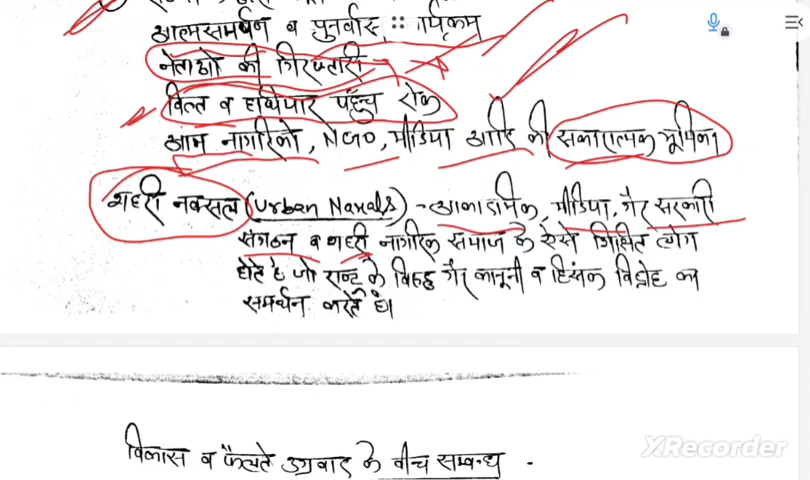 आत्मसमर्थन व पुनर्वास
नेताओं की गिरफ्तारी
वित्त व हथियार पहुँच रोक
आम नागरिकों, NGO, मीडिया आदि की सकारात्मक भूमिका
शहरी नक्सल (Urban Naxals) - अकादमिक, मीडिया, गैर सरकारी
संगठन व शहरी नागरिक समाज के ऐसे शिक्षित लोग
होते है जो राष्ट्र के विरुद्ध गैर कानूनी व हिंसक विद्रोह का
समर्थन करते हैं।
विकास व फैलते उग्रवाद के बीच सम्बन्ध -
XRecorder